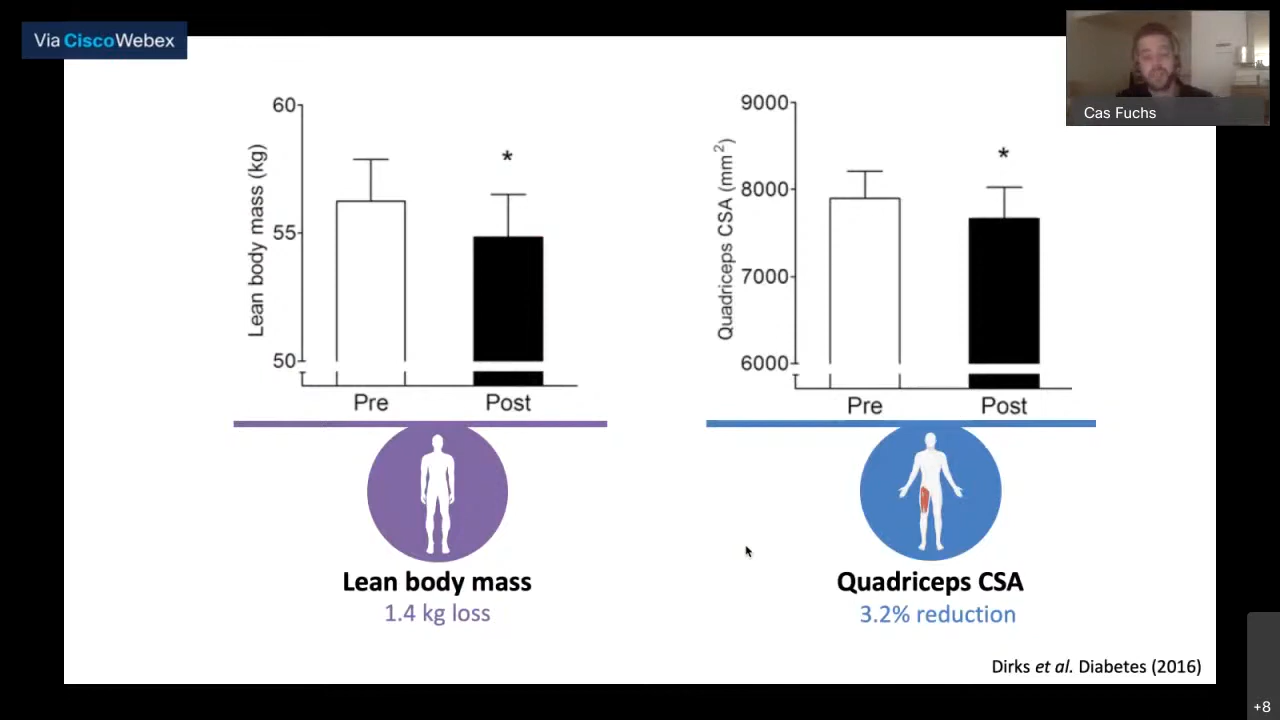 Via Cisco Webex
Cas Fuchs
60
55
50
Lean body mass (kg)
*
Pre
Post
9000
8000
7000
6000
Quadriceps CSA (mm²)
*
Pre
Post
Lean body mass
1.4 kg loss
Quadriceps CSA
3.2% reduction
Dirks et al. Diabetes (2016)
+8